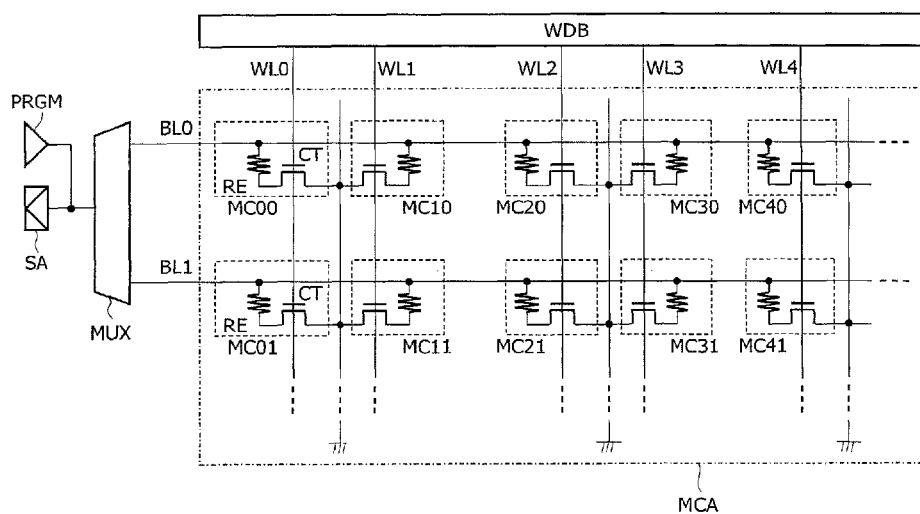 WDB
WL0 WL1 WL2 WL3 WL4
PRGM
BL0
CT
RE
MC00 MC10 MC20 MC30 MC40
SA
BL1
CT
RE
MUX
MC01 MC11 MC21 MC31 MC41
MCA